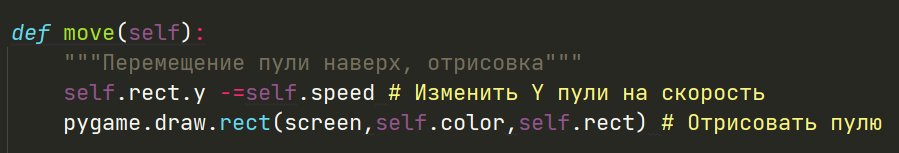 def move(self):
"""Перемещение пули наверх, отрисовка"""
self.rect.y -=self.speed # Изменить Y пули на скорость
pygame.draw.rect(screen,self.color,self.rect) # Отрисовать пулю